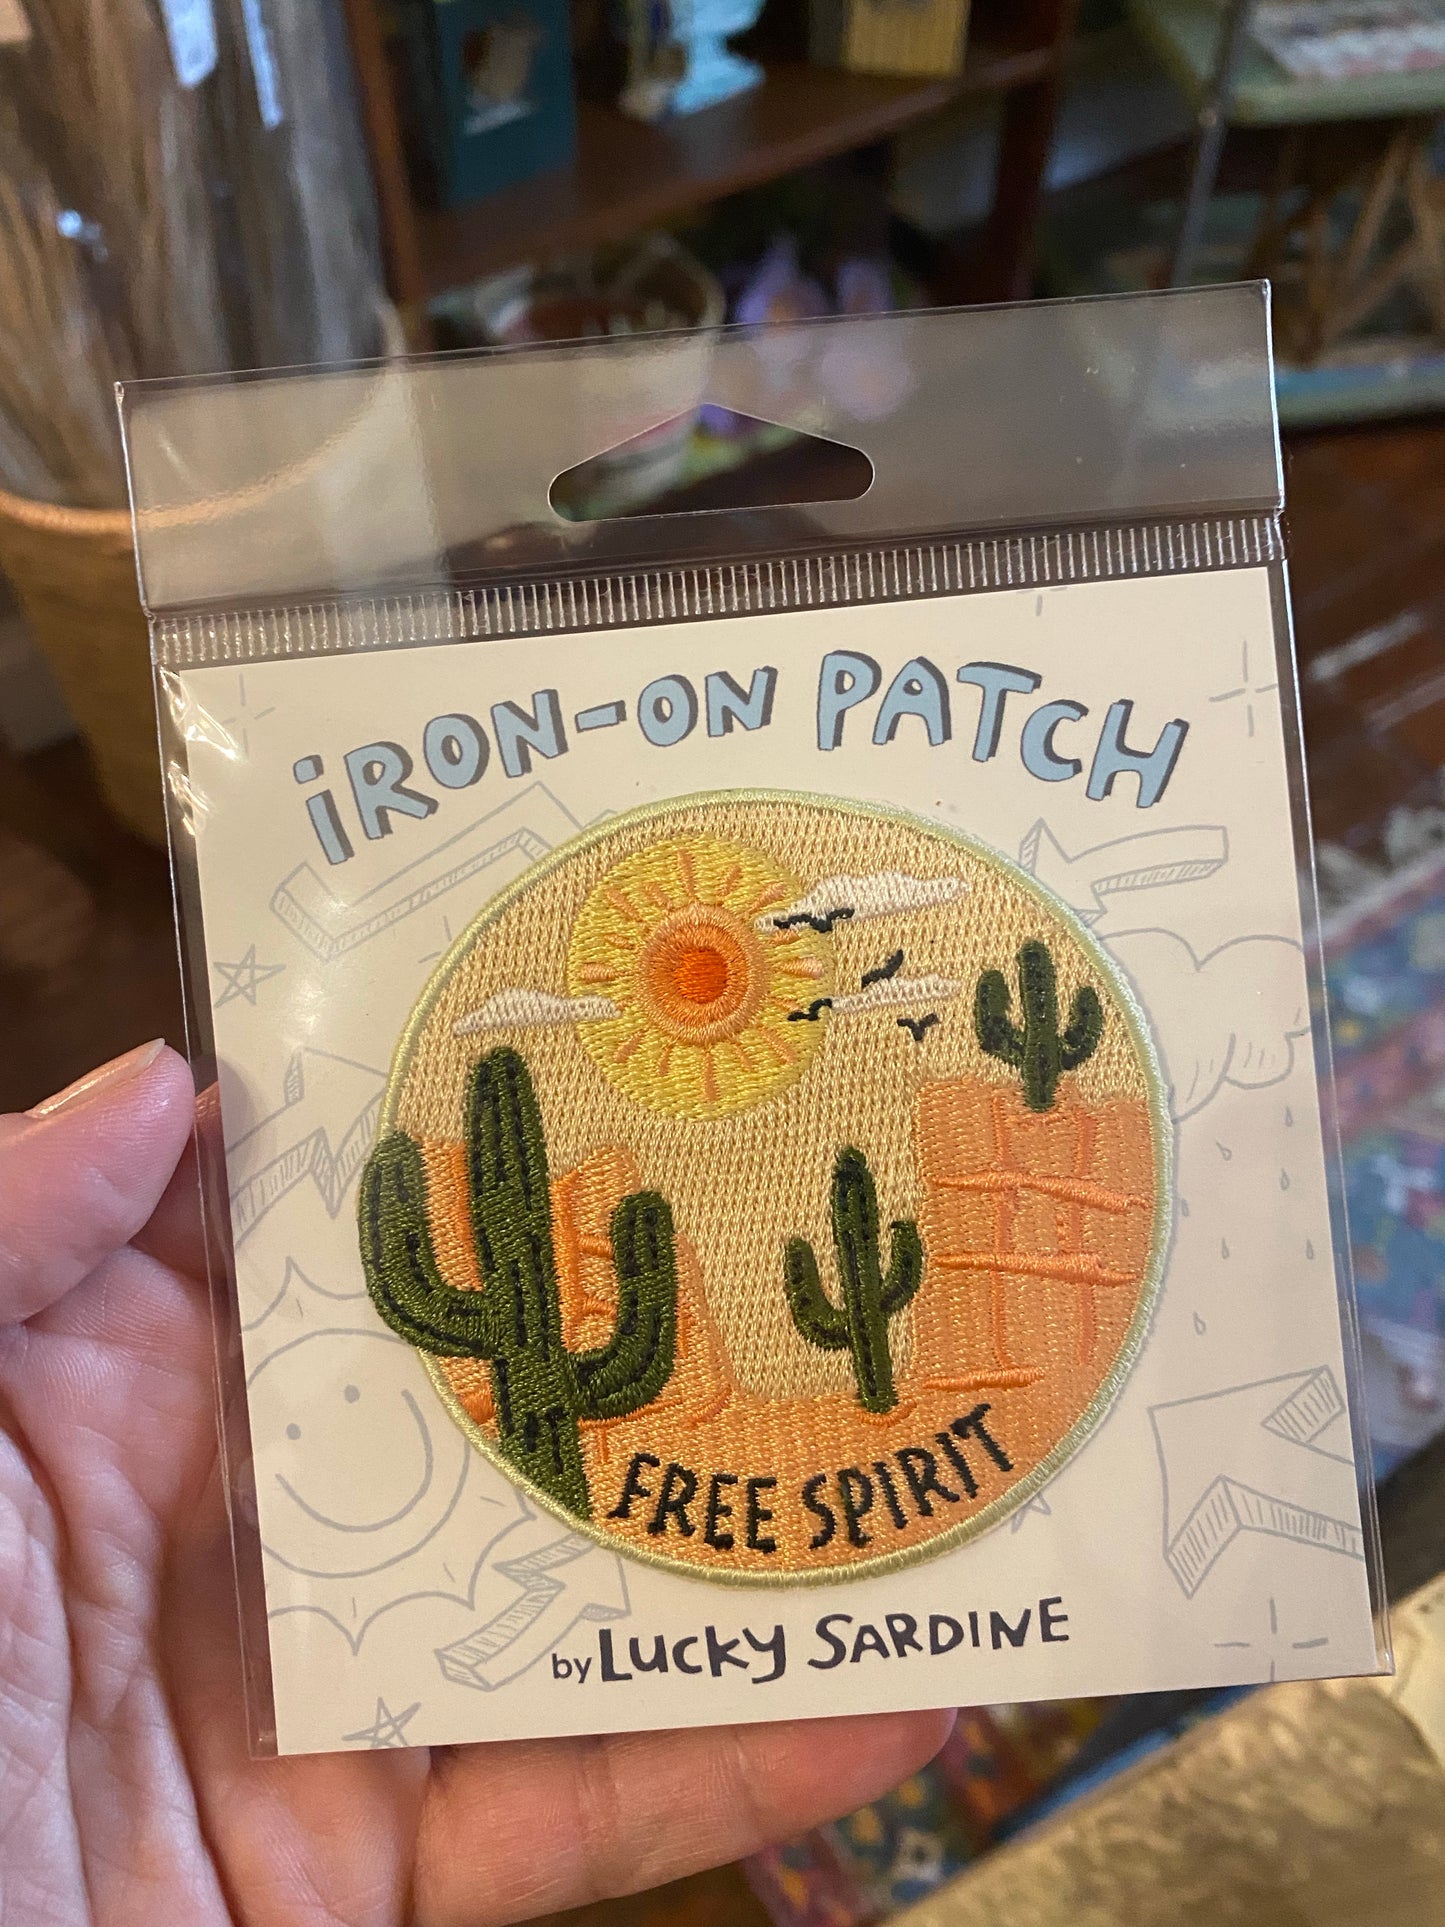 iRON-ON PATCH
FREE SPIRIT
by LUCKY SARDINE